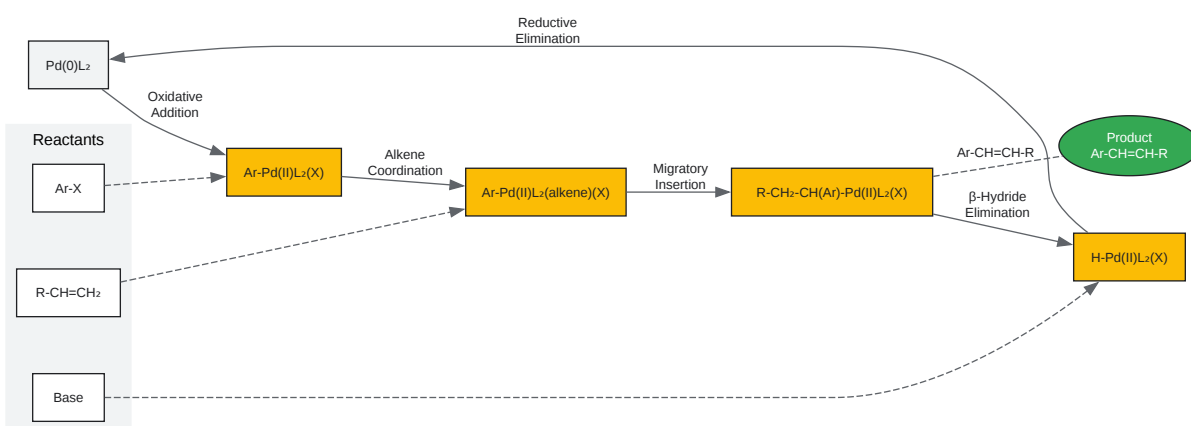 Reductive
Elimination
Pd(0)L₂
Oxidative
Addition
Reactants
Ar-X
Ar-Pd(II)L₂(X)
Alkene
Coordination
Ar-Pd(II)L₂(alkene)(X)
Migratory
Insertion
R-CH₂-CH(Ar)-Pd(II)L₂(X)
Ar-CH=CH-R
Product
Ar-CH=CH-R
β-Hydride
Elimination
H-Pd(II)L₂(X)
R-CH=CH₂
Base